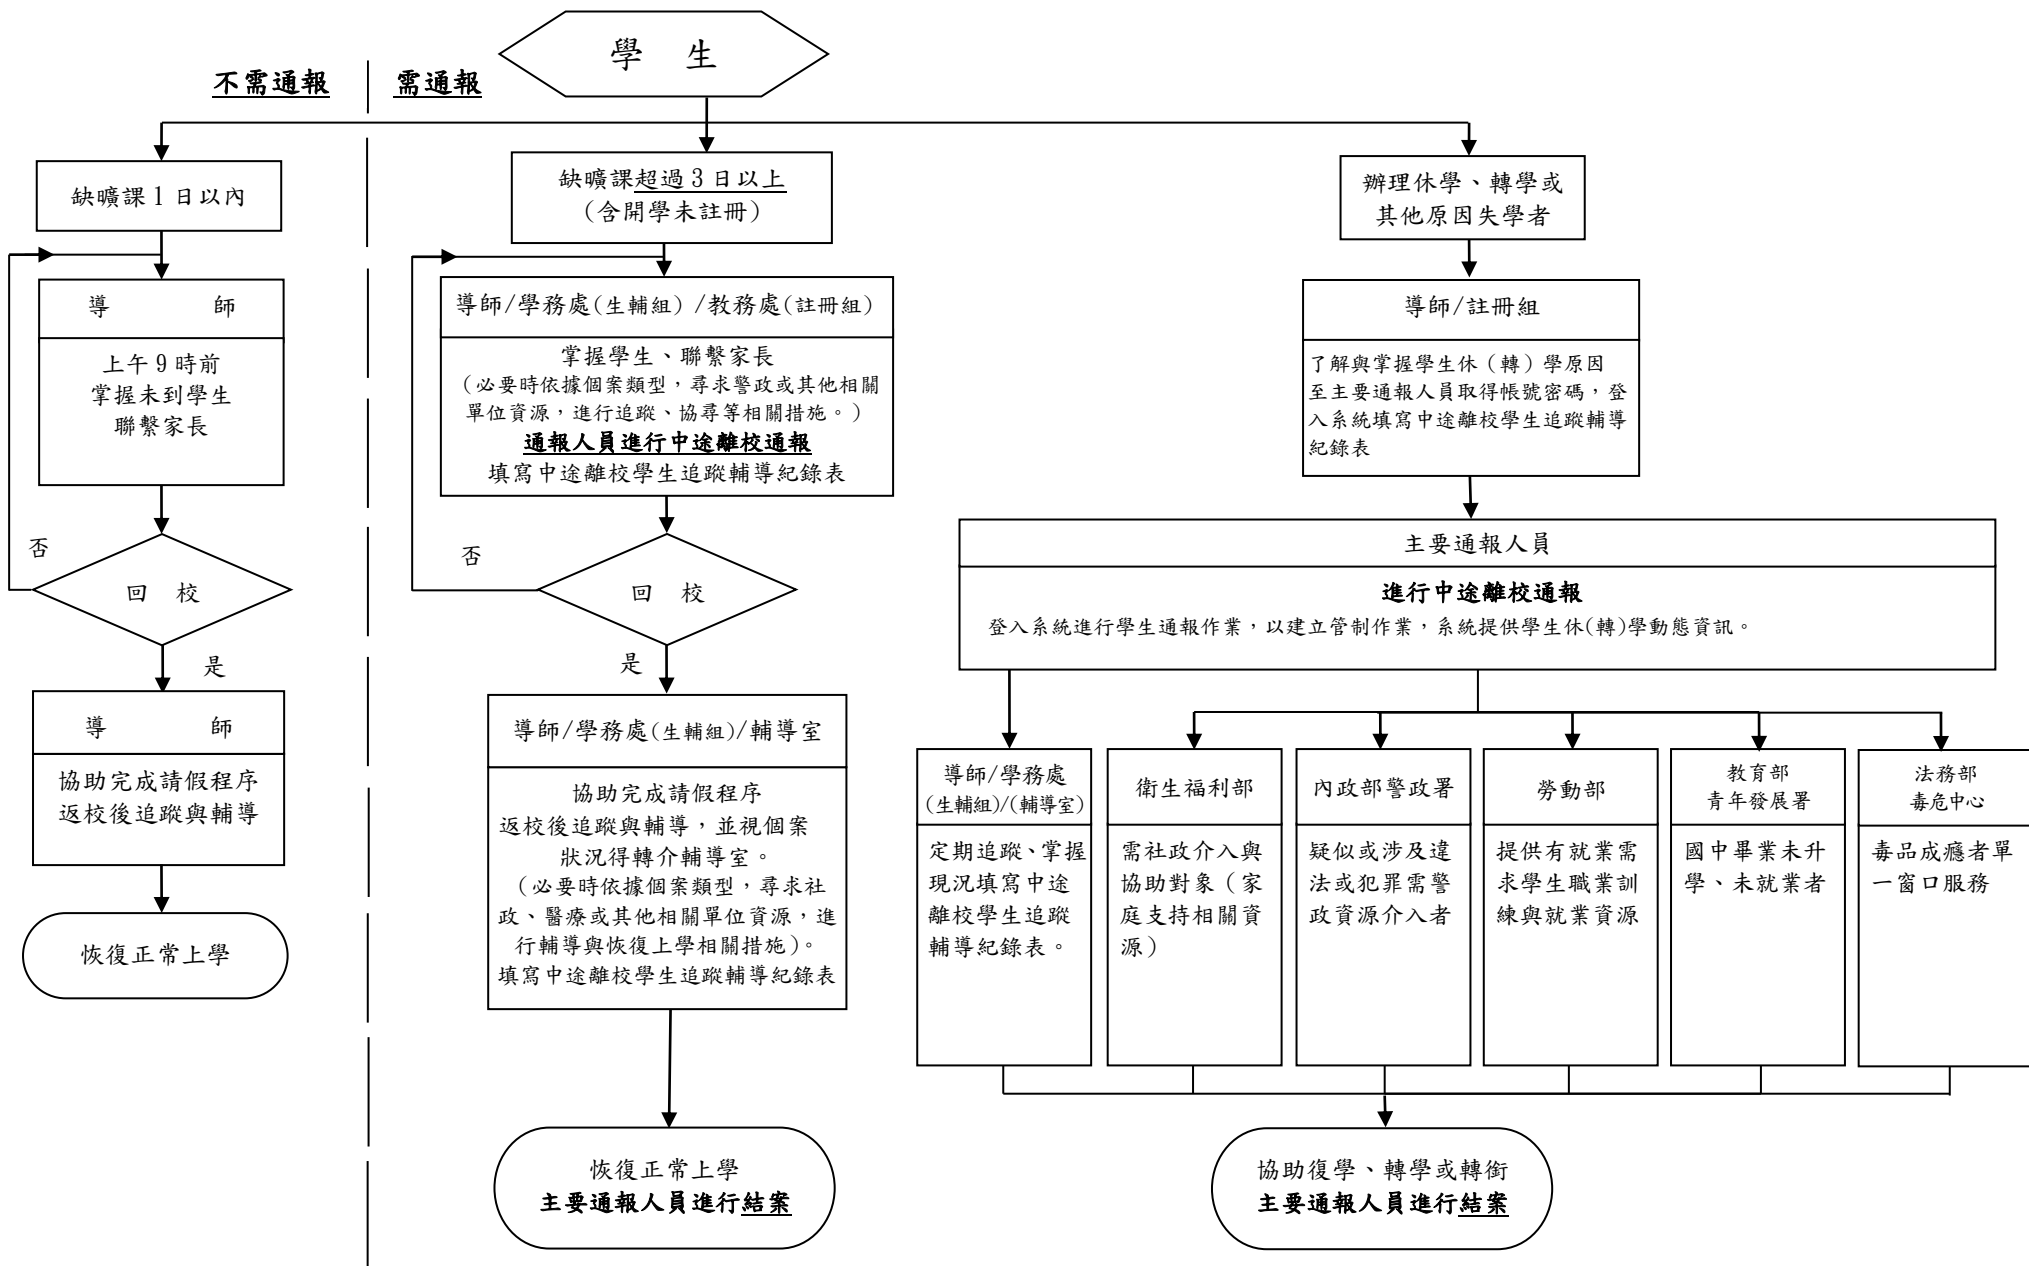 學 生
不需通報
需通報
缺曠課 1 日以內
導 師
上午 9 時前
掌握未到學生
聯繫家長
否
回 校
是
導 師
協助完成請假程序
返校後追蹤與輔導
恢復正常上學
缺曠課超過 3 日以上
(含開學未註冊)
導師/學務處(生輔組) /教務處(註冊組)
掌握學生、聯繫家長
(必要時依據個案類型，尋求警政或其他相關
單位資源，進行追蹤、協尋等相關措施。)
通報人員進行中途離校通報
填寫中途離校學生追蹤輔導紀錄表
否
回 校
是
導師/學務處(生輔組)/輔導室
協助完成請假程序
返校後追蹤與輔導，並視個案
狀況得轉介輔導室。
(必要時依據個案類型，尋求社
政、醫療或其他相關單位資源，進
行輔導與恢復上學相關措施)。
填寫中途離校學生追蹤輔導紀錄表
恢復正常上學
主要通報人員進行結案
辦理休學、轉學或
其他原因失學者
導師/註冊組
了解與掌握學生休（轉）學原因
至主要通報人員取得帳號密碼，登
入系統填寫中途離校學生追蹤輔導
紀錄表
主要通報人員
進行中途離校通報
登入系統進行學生通報作業，以建立管制作業，系統提供學生休(轉)學動態資訊。
導師/學務處
(生輔組)/(輔導室)
定期追蹤、掌握
現況填寫中途
離校學生追蹤
輔導紀錄表。
衛生福利部
需社政介入與
協助對象（家
庭支持相關資
源）
內政部警政署
疑似或涉及違
法或犯罪需警
政資源介入者
勞動部
提供有就業需
求學生職業訓
練與就業資源
教育部
青年發展署
國中畢業未升
學、未就業者
法務部
毒危中心
毒品成癮者單
一窗口服務
協助復學、轉學或轉銜
主要通報人員進行結案